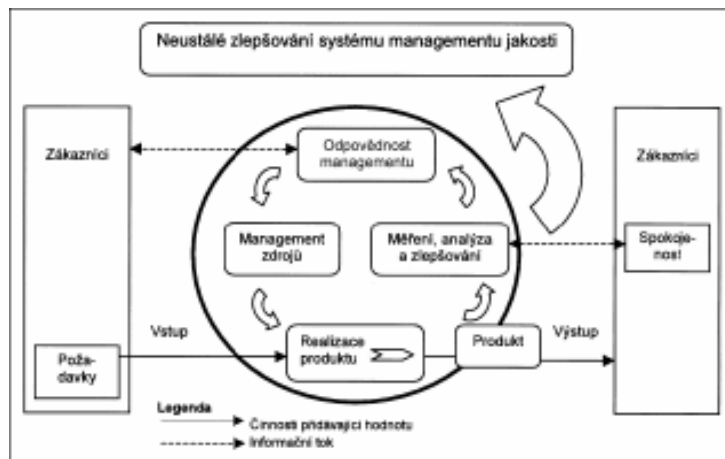 Neustálé zlepšování systému managementu jakosti
Zákazníci
Odpovědnost
managementu
Zákazníci
Management
zdrojů
Měření, analýza
a zlepšování
Spokoje-
nost
Vstup
Realizace
produktu
Produkt
Výstup
Poža-
davky
Legenda
Činnosti přidávající hodnotu
Informační tok